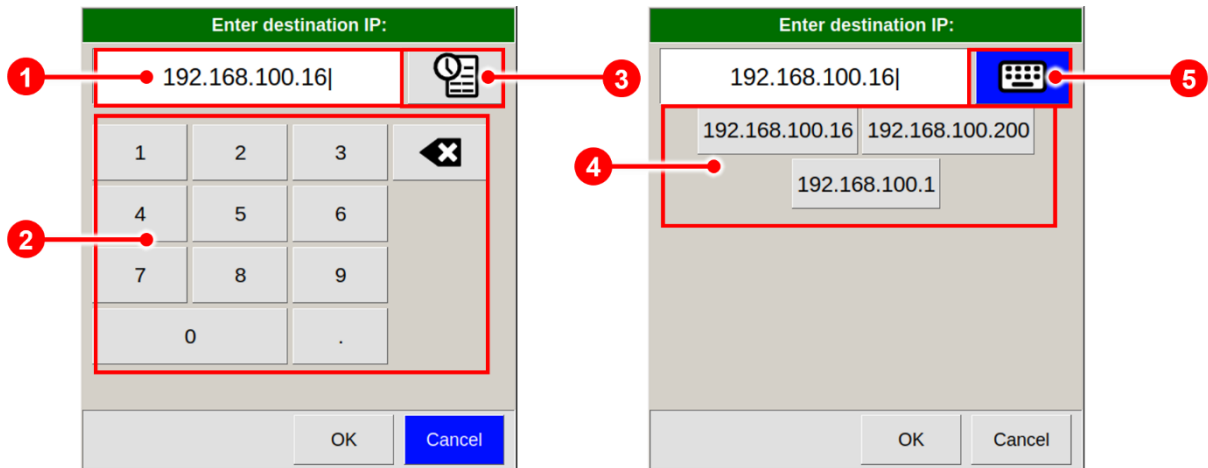 Enter destination IP:
1
192.168.100.16
3
1 2 3
4 5 6
2
7 8 9
0 .
OK Cancel
Enter destination IP:
192.168.100.16
5
192.168.100.16 192.168.100.200
4
192.168.100.1
OK Cancel